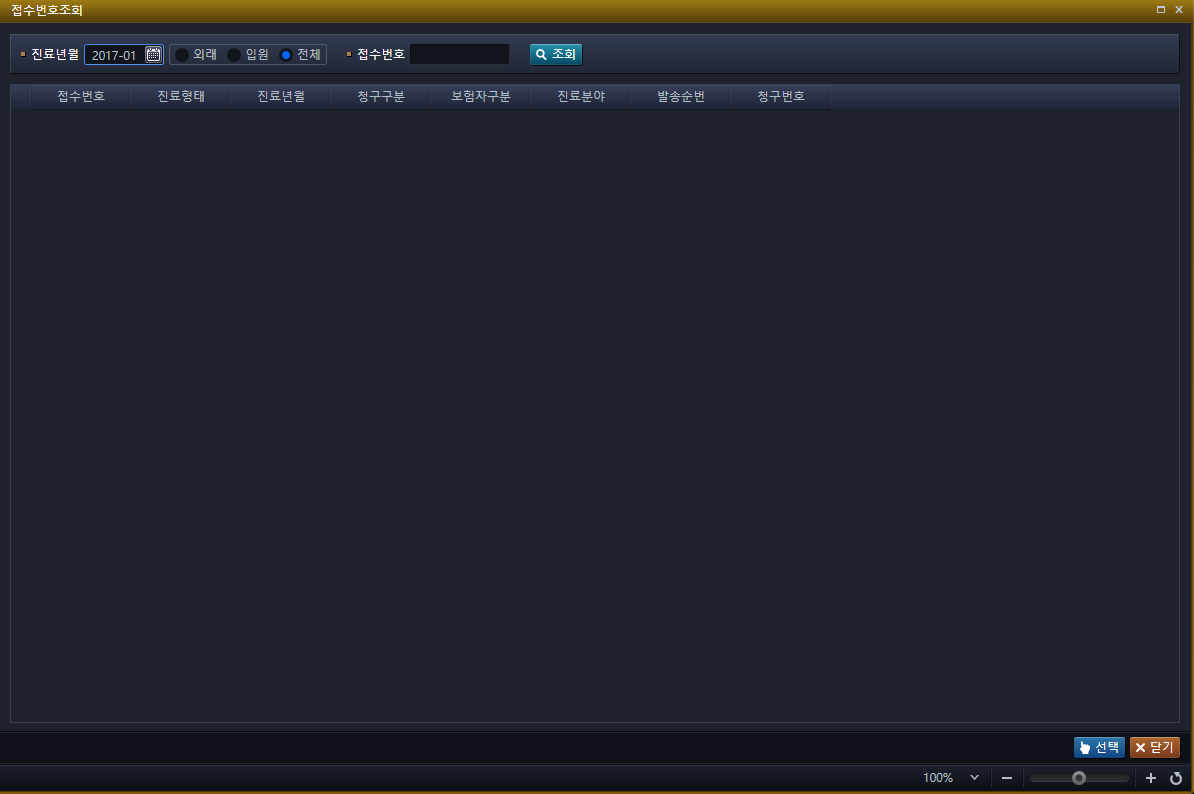 접수번호조회
진료년월 2017-01 외래 입원 전체 접수번호 조회
접수번호 진료형태 진료년월 청구구분 보험자구분 진료분야 발송순번 청구번호
선택 닫기
100%